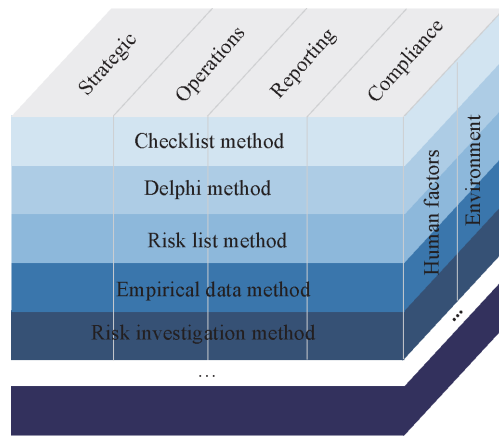 Strategic
Operations
Reporting
Compliance
Checklist method
Delphi method
Risk list method
Empirical data method
Risk investigation method
...
Human factors
Environment
...